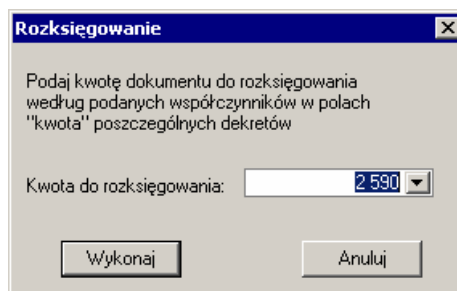 Rozksięgowanie
Podaj kwotę dokumentu do rozksięgowania
według podanych współczynników w polach
"kwota" poszczególnych dekretów
Kwota do rozksięgowania: 2 590
Wykonaj Anuluj